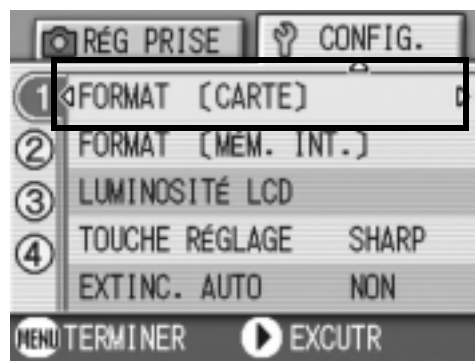 RÉG PRISE CONFIG.
1 FORMAT [CARTE]
2 FORMAT [MÉM. INT.]
3 LUMINOSITÉ LCD
4 TOUCHE RÉGLAGE SHARP
EXTINC. AUTO NON
MENU TERMINER EXCUTR